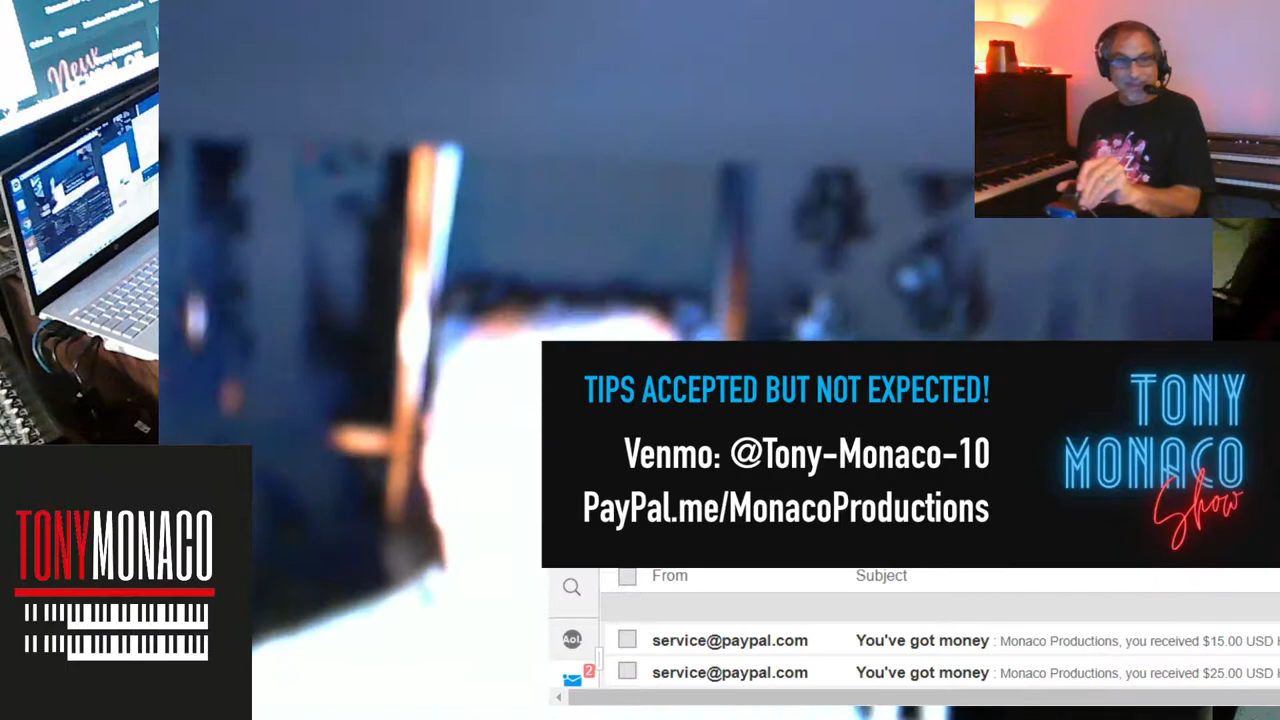 TIPS ACCEPTED BUT NOT EXPECTED!
Venmo: @Tony-Monaco-10
PayPal.me/MonacoProductions
TONY
MONACO
Show
TONYMONACO
From Subject
Aol.
service@paypal.com You've got money : Monaco Productions, you received $15.00 USD
2
service@paypal.com You've got money : Monaco Productions, you received $25.00 USD